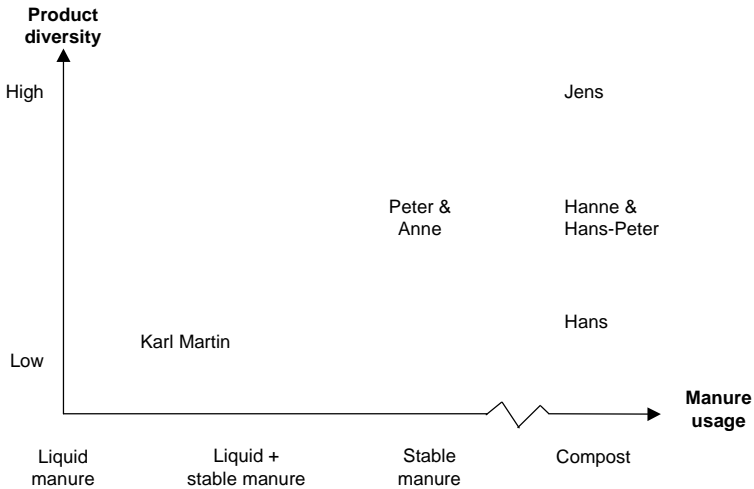 Product
diversity
High
Jens
Peter &
Anne
Hanne &
Hans-Peter
Hans
Karl Martin
Low
Manure
usage
Liquid
manure
Liquid +
stable manure
Stable
manure
Compost